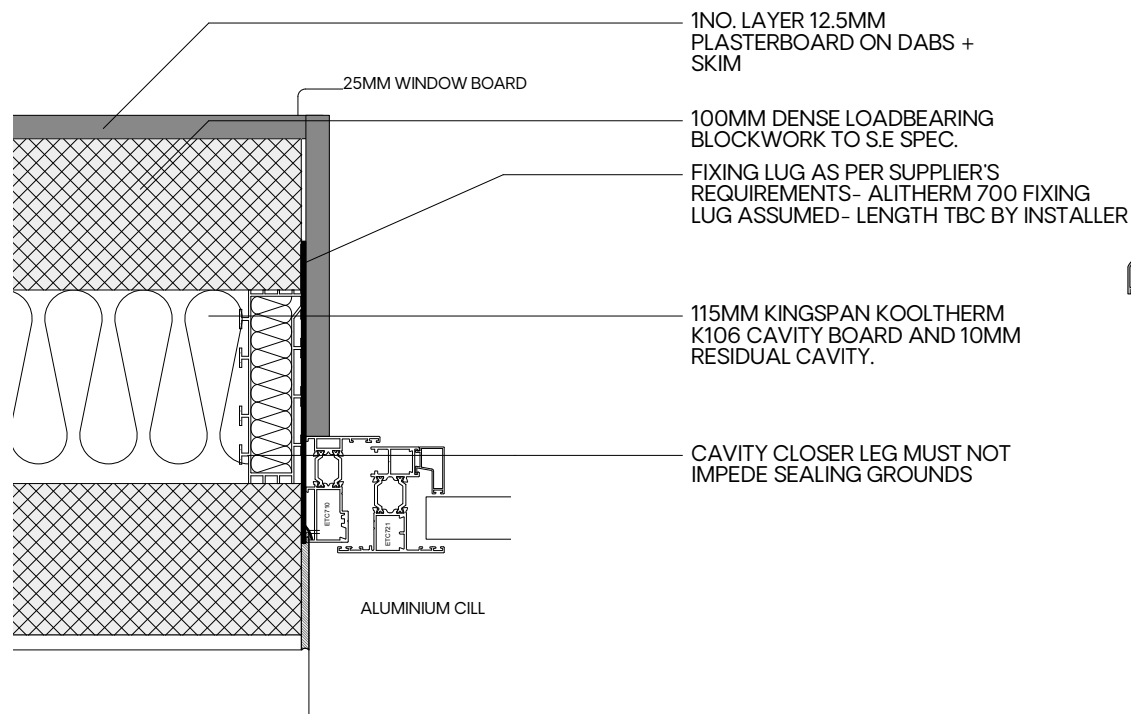 1NO. LAYER 12.5MM
PLASTERBOARD ON DABS +
SKIM
25MM WINDOW BOARD
100MM DENSE LOADBEARING
BLOCKWORK TO S.E SPEC.
FIXING LUG AS PER SUPPLIER'S
REQUIREMENTS- ALITHERM 700 FIXING
LUG ASSUMED- LENGTH TBC BY INSTALLER
115MM KINGSPAN KOOLTHERM
K106 CAVITY BOARD AND 10MM
RESIDUAL CAVITY.
CAVITY CLOSER LEG MUST NOT
IMPEDE SEALING GROUNDS
ETC710
ETC721
ALUMINIUM CILL